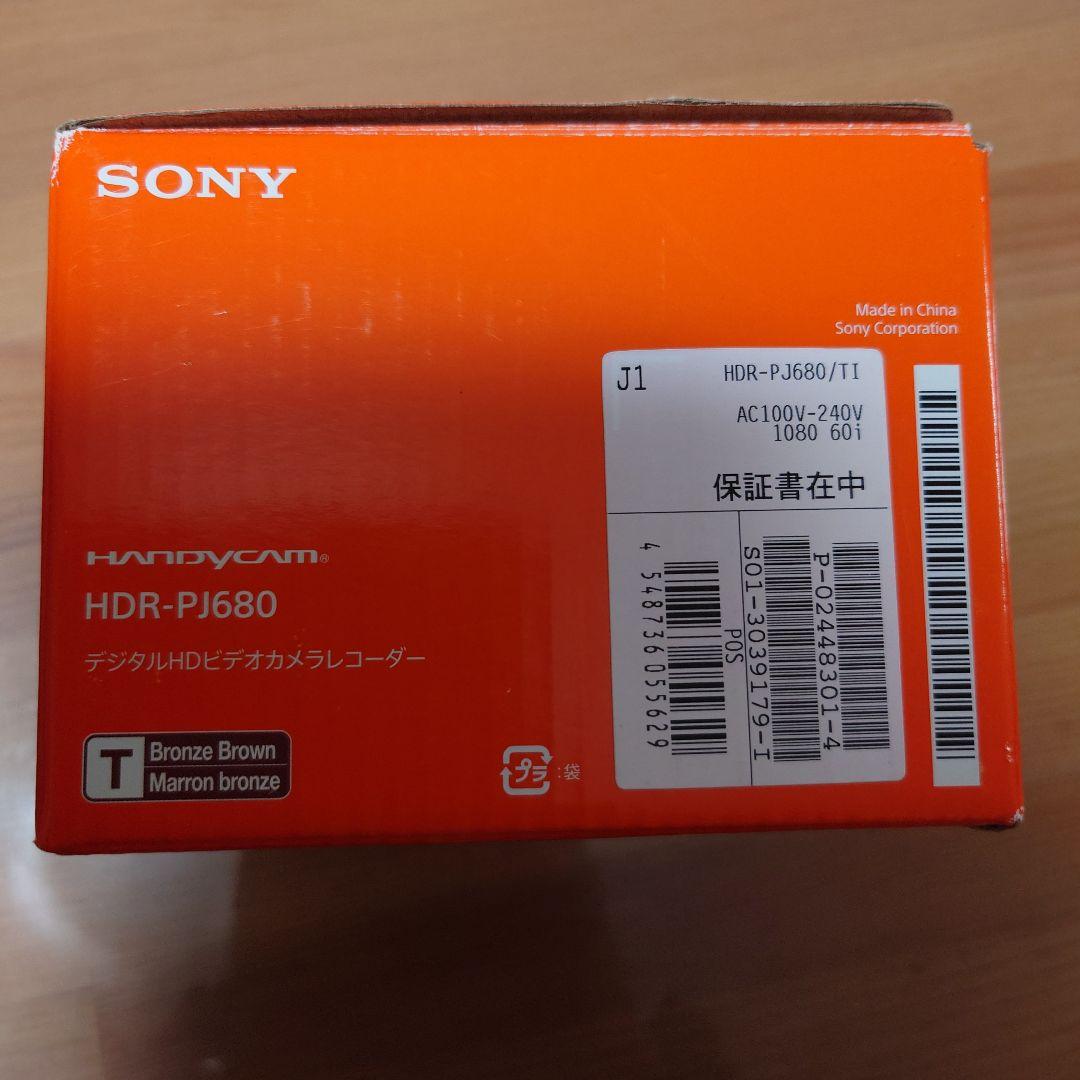 SONY
Made in China
Sony Corporation
J1 HDR-PJ680/TI
AC100V-240V
1080 60i
保証書在中
4 548736 055629
POS
S01-3039179-I
P-02448301-4
HANDYCAM®
HDR-PJ680
デジタルHDビデオカメラレコーダー
T Bronze Brown
Marron bronze
プラ :袋